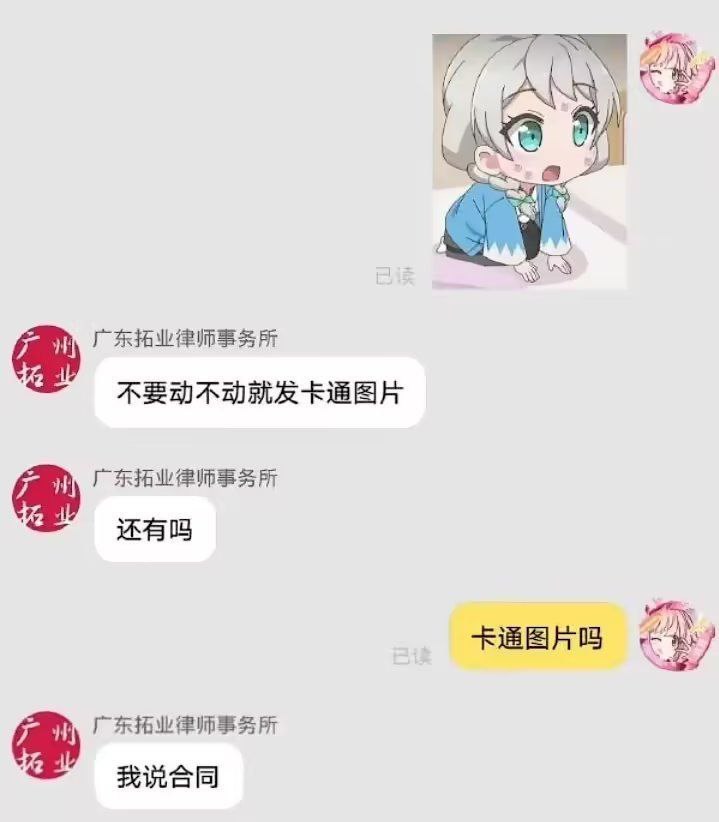 已读
广州
拓业
广东拓业律师事务所
不要动不动就发卡通图片
广州
拓业
广东拓业律师事务所
还有吗
卡通图片吗
已读
广州
拓业
广东拓业律师事务所
我说合同